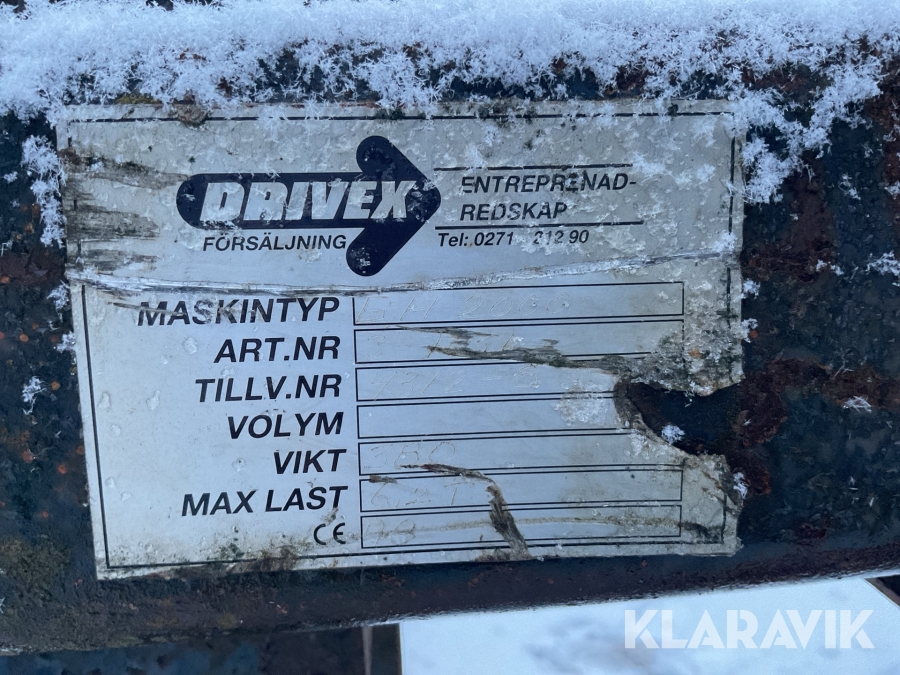 DRIVEX
FÖRSÄLJNING
ENTREPRENAD-
REDSKAP
Tel: 0271 - 212 90
MASKINTYP
ART.NR
TILLV.NR
VOLYM
VIKT
MAX LAST
CE
KLARAVIK